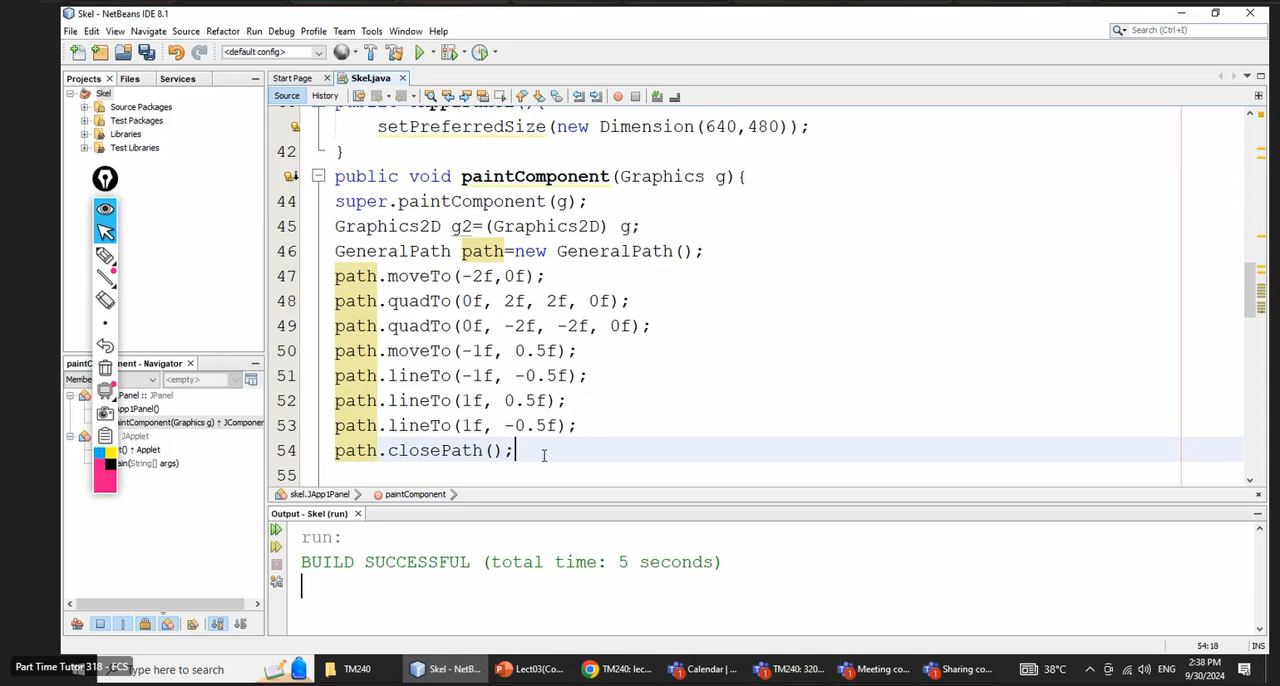 Skel - NetBeans IDE 8.1
File Edit View Navigate Source Refactor Run Debug Profile Team Tools Window Help
Search (Ctrl+I)
<default config>
Projects Files Services
Start Page Skel.java
Source History
Skel
Source Packages
Test Packages
Libraries
Test Libraries
setPreferredSize(new Dimension(640,480));
42 }
public void paintComponent(Graphics g){
44 super.paintComponent(g);
45 Graphics2D g2=(Graphics2D) g;
46 GeneralPath path=new GeneralPath();
47 path.moveTo(-2f,0f);
48 path.quadTo(0f, 2f, 2f, 0f);
49 path.quadTo(0f, -2f, -2f, 0f);
50 path.moveTo(-1f, 0.5f);
51 path.lineTo(-1f, -0.5f);
52 path.lineTo(1f, 0.5f);
53 path.lineTo(1f, -0.5f);
54 path.closePath();
55
skel.JApp1Panel paintComponent
ent - Navigator
<empty>
:: JPanel
App1Panel()
aintComponent(Graphics g) ↑ JCompone
JApplet
() ↑ Applet
ain(String[] args)
Output - Skel (run)
run:
BUILD SUCCESSFUL (total time: 5 seconds)
54:18 INS
Part Time Tutor 318 - FCS
type here to search
TM240
Skel - NetB...
Lect03(Co...
TM240: lec...
Calendar | ...
TM240: 320...
Meeting co...
Sharing co...
38°C
ENG
2:38 PM
9/30/2024